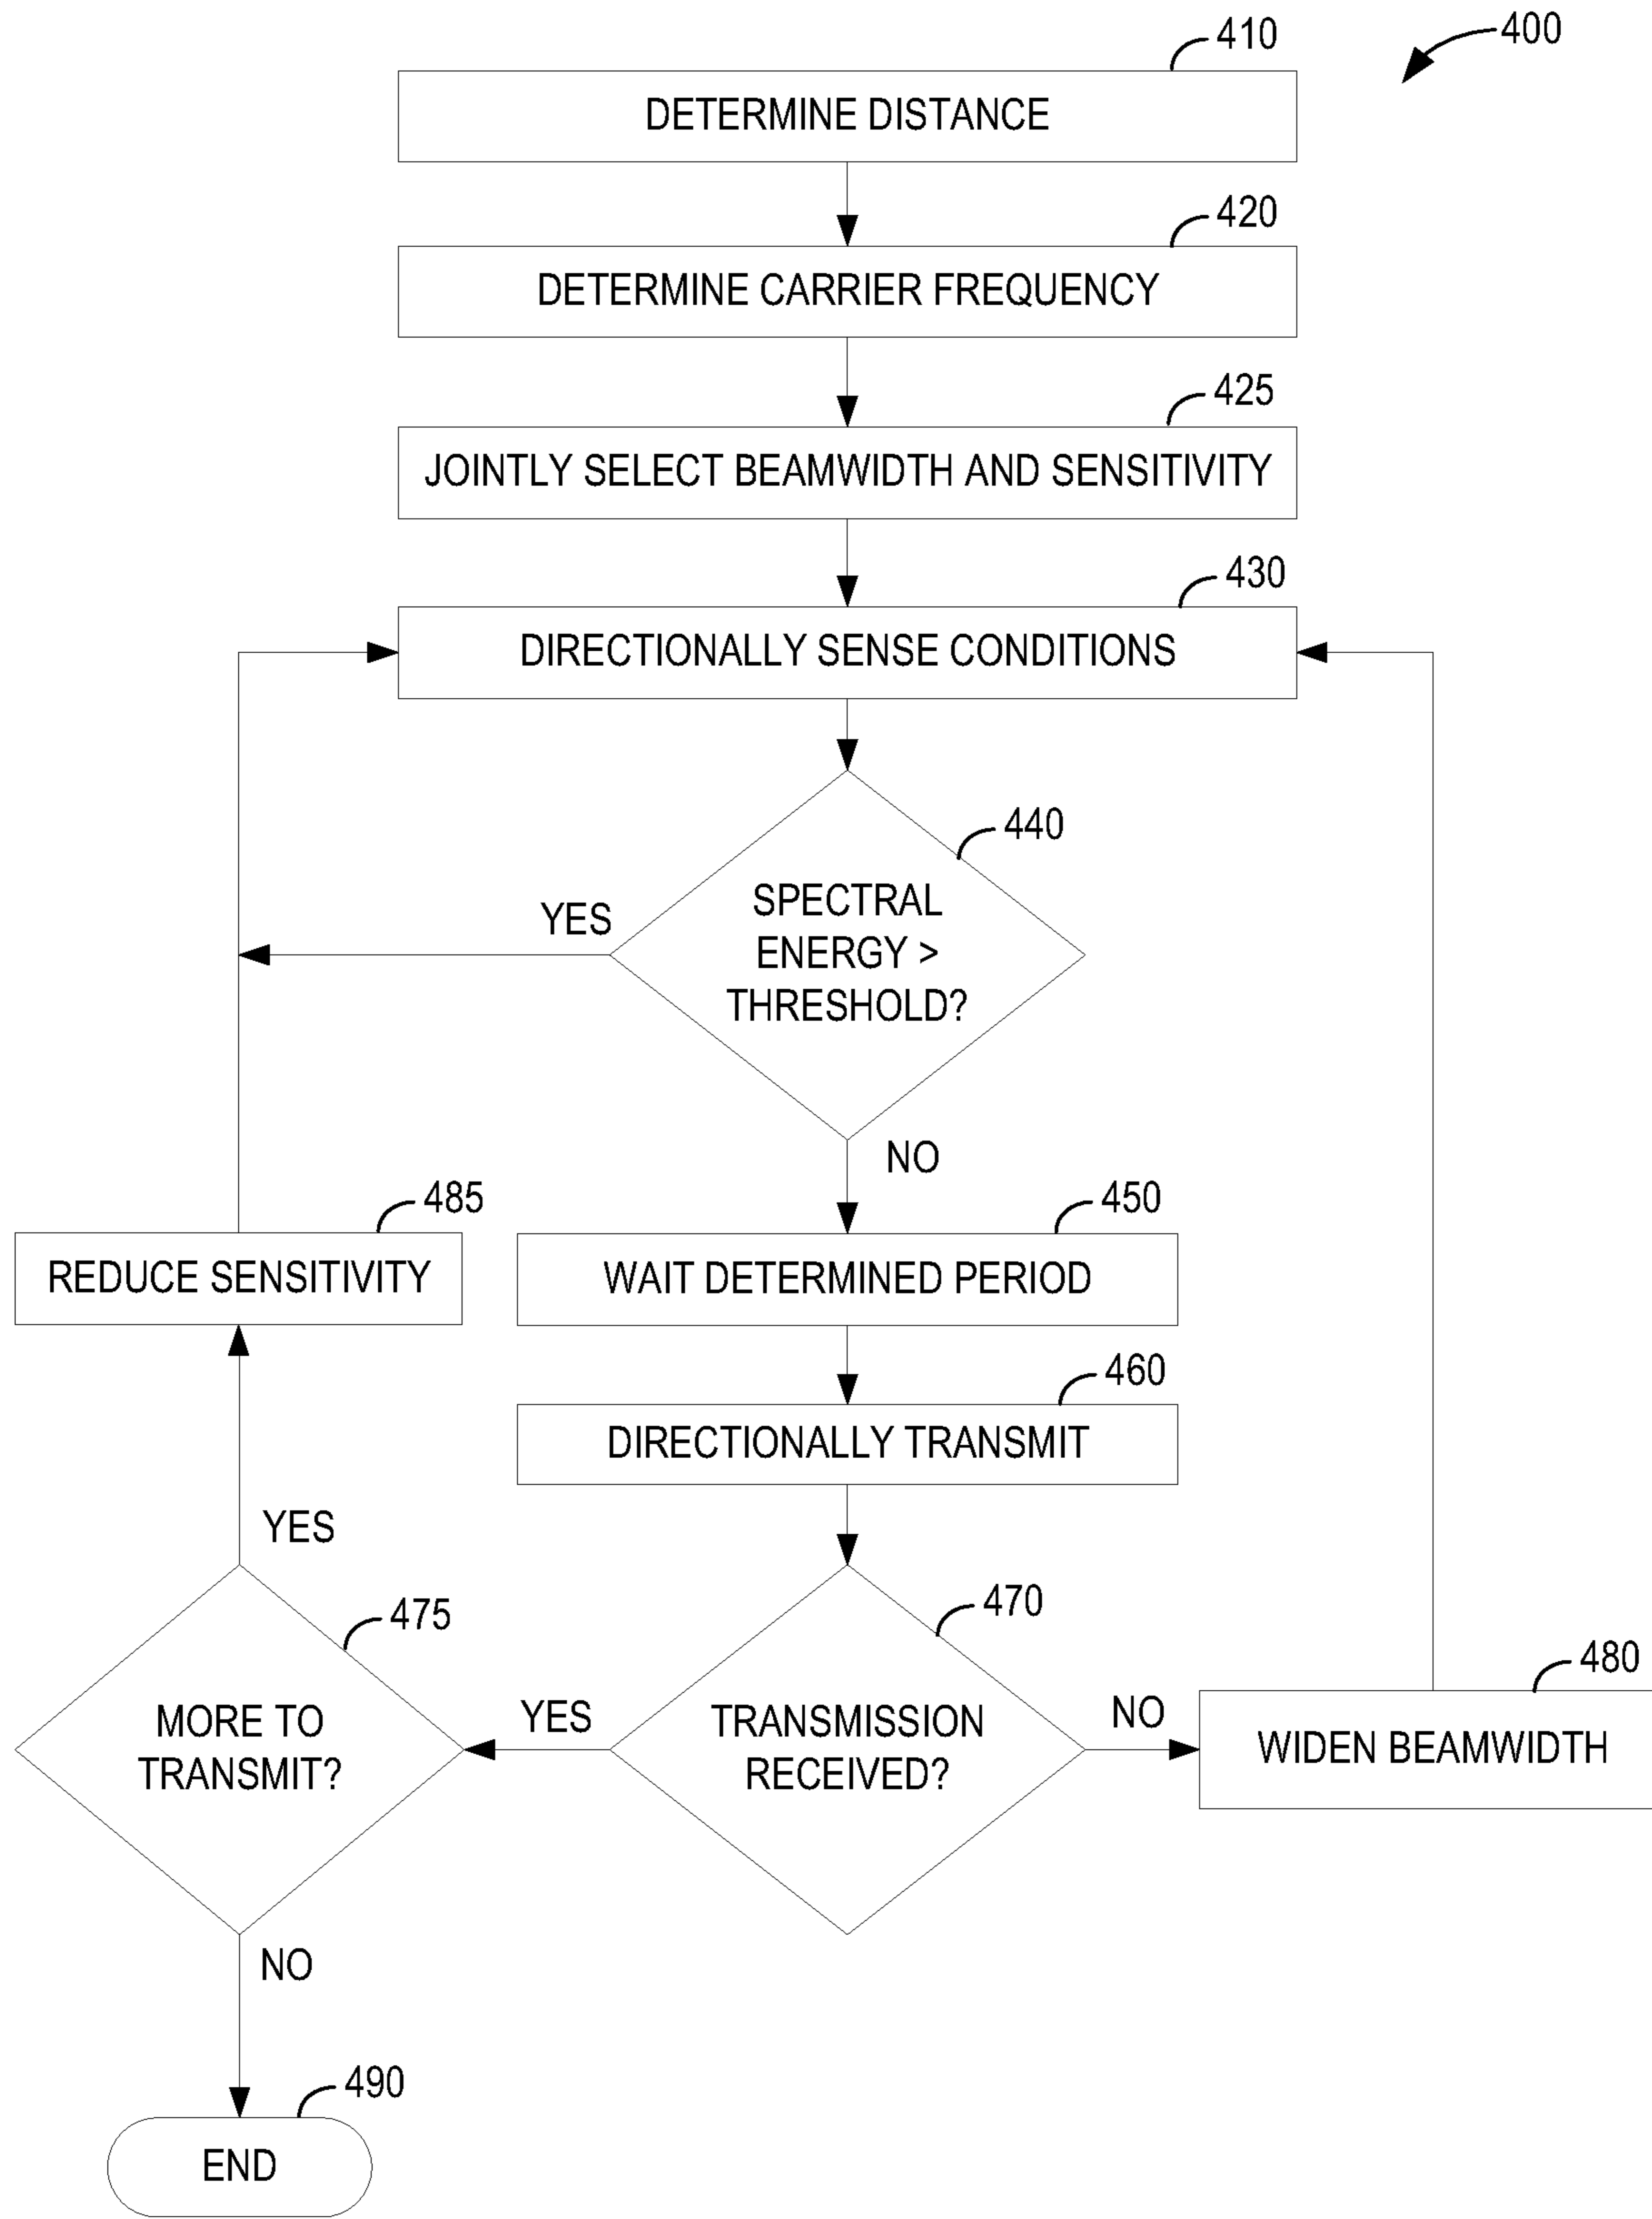 400
410
DETERMINE DISTANCE
420
DETERMINE CARRIER FREQUENCY
425
JOINTLY SELECT BEAMWIDTH AND SENSITIVITY
430
DIRECTIONALLY SENSE CONDITIONS
440
SPECTRAL
ENERGY >
THRESHOLD?
YES
NO
450
WAIT DETERMINED PERIOD
485
REDUCE SENSITIVITY
460
DIRECTIONALLY TRANSMIT
470
TRANSMISSION
RECEIVED?
YES
NO
475
MORE TO
TRANSMIT?
YES
NO
480
WIDEN BEAMWIDTH
490
END